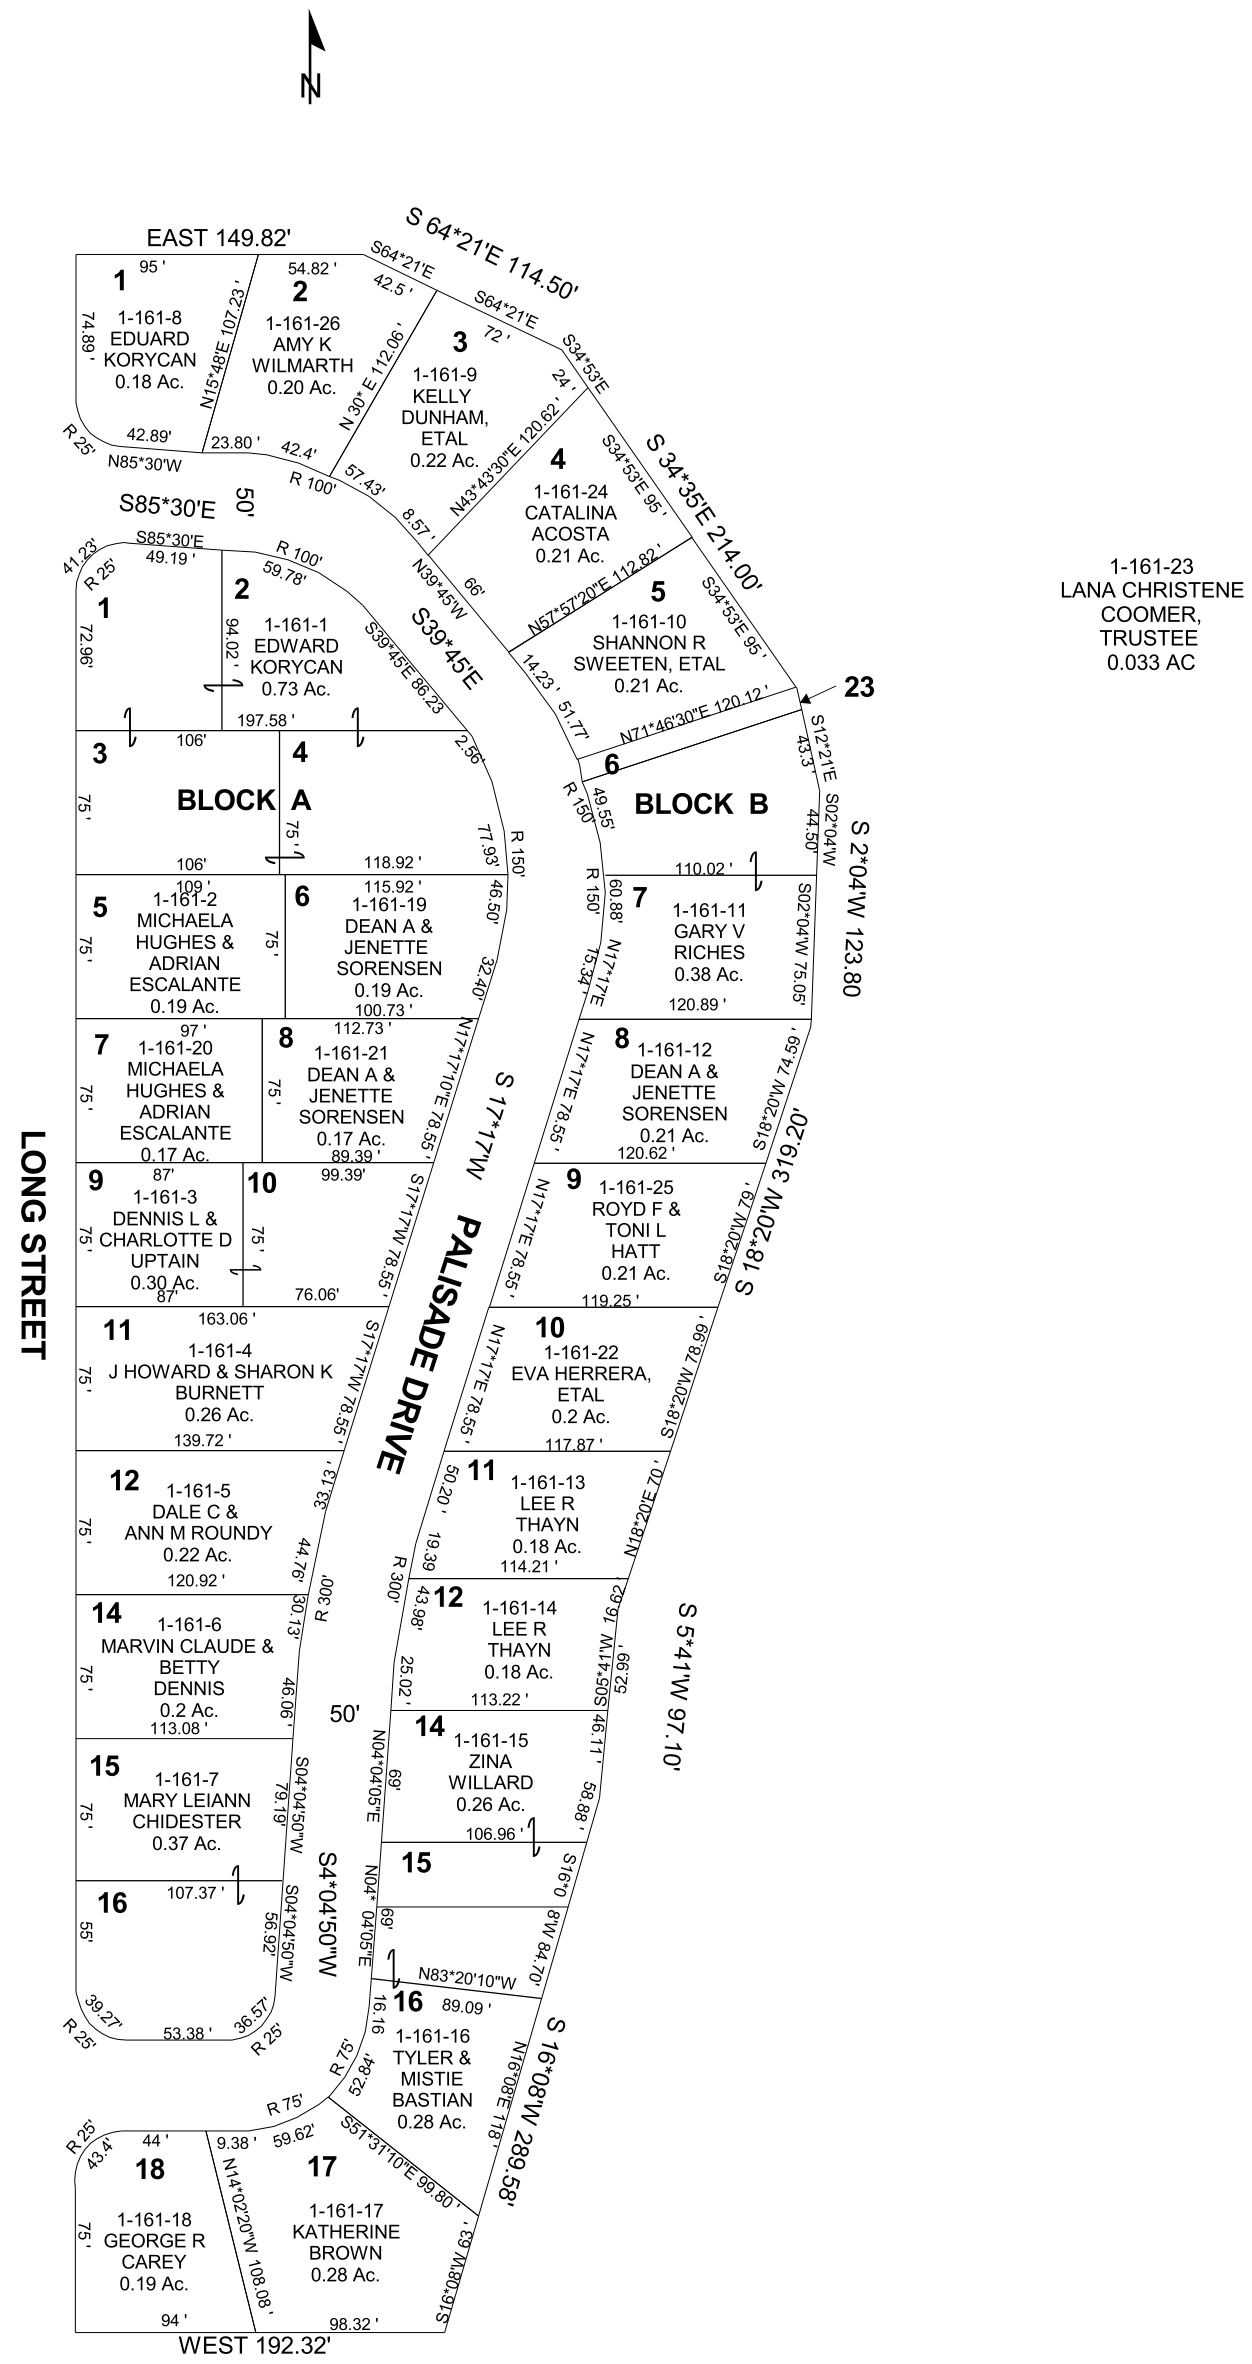 N
EAST 149.82'
S 64*21'E 114.50'
S64*21'E
S64*21'E
S34*53'E
95 '
1
74.89 '
1-161-8
EDUARD
KORYCAN
0.18 Ac.
N15*48'E 107.23 '
42.89'
R 25'
N85*30'W
54.82 '
42.5 '
2
1-161-26
AMY K
WILMARTH
0.20 Ac.
23.80 '
42.4'
R 100'
N 30* E 112.06 '
72 '
3
24 '
1-161-9
KELLY
DUNHAM,
ETAL
0.22 Ac.
57.43'
8.57 '
N43*43'30"E 120.62 '
4
1-161-24
CATALINA
ACOSTA
0.21 Ac.
S34*53'E 95 '
S 34*35'E 214.00'
N39*45'W
66'
N57*57'20"E 112.82 '
5
1-161-10
SHANNON R
SWEETEN, ETAL
0.21 Ac.
S34*53'E 95 '
14.23 '
51.77'
N71*46'30"E 120.12 '
23
1-161-23
LANA CHRISTENE
COOMER,
TRUSTEE
0.033 AC
S85*30'E
50'
S39*45'E
41.23'
R 25'
S85*30'E
49.19 '
R 100'
59.78'
1
72.96'
94.02 '
2
1-161-1
EDWARD
KORYCAN
0.73 Ac.
S39*45'E 86.23
197.58 '
3
106'
4
2.56'
75 '
BLOCK A
75 '
77.93'
R 150'
106'
118.92 '
6
R 150'
49.55'
BLOCK B
S12*21'E
43.3 '
S02*04'W
44.50'
S 2*04'W 123.80
110.02 '
5
109 '
1-161-2
MICHAELA
HUGHES &
ADRIAN
ESCALANTE
0.19 Ac.
75 '
75 '
6
115.92 '
1-161-19
DEAN A &
JENETTE
SORENSEN
0.19 Ac.
100.73 '
46.50'
32.40'
R 150'
60.88'
N17*17'E
15.34 '
7
1-161-11
GARY V
RICHES
0.38 Ac.
120.89 '
S02*04'W 75.05'
7
97 '
1-161-20
MICHAELA
HUGHES &
ADRIAN
ESCALANTE
0.17 Ac.
75 '
75 '
8
112.73 '
1-161-21
DEAN A &
JENETTE
SORENSEN
0.17 Ac.
89.39 '
N17*17'10"E 78.55 '
S 17*17'W
N17*17'E 78.55 '
8
1-161-12
DEAN A &
JENETTE
SORENSEN
0.21 Ac.
120.62 '
S18*20'W 74.59 '
S 18*20'W 319.20'
LONG STREET
9
87'
1-161-3
DENNIS L &
CHARLOTTE D
UPTAIN
0.30 Ac.
87'
75 '
75 '
10
99.39'
76.06'
S17*17'W 78.55 '
PALISADE DRIVE
N17*17'E 78.55 '
9
1-161-25
ROYD F &
TONI L
HATT
0.21 Ac.
119.25 '
S18*20'W 79 '
11
163.06 '
1-161-4
J HOWARD & SHARON K
BURNETT
0.26 Ac.
139.72 '
75 '
S17*17'W 78.55 '
N17*17'E 78.55 '
10
1-161-22
EVA HERRERA,
ETAL
0.2 Ac.
117.87 '
S18*20'W 78.99 '
12
1-161-5
DALE C &
ANN M ROUNDY
0.22 Ac.
120.92 '
75 '
33.13 '
44.76'
50.20 '
19.39
11
1-161-13
LEE R
THAYN
0.18 Ac.
114.21 '
N18*20'E 70 '
14
1-161-6
MARVIN CLAUDE &
BETTY
DENNIS
0.2 Ac.
113.08 '
75 '
30.13'
R 300'
46.06 '
R 300'
43.98'
25.02 '
12
1-161-14
LEE R
THAYN
0.18 Ac.
113.22 '
16.62'
S05*41'W
52.99 '
S 5*41'W 97.10'
50'
15
1-161-7
MARY LEIANN
CHIDESTER
0.37 Ac.
75 '
79.19'
S04*04'50"W
N04*04'05"E
69'
14
1-161-15
ZINA
WILLARD
0.26 Ac.
106.96 '
46.11 '
58.88 '
16
107.37 '
55'
56.92'
S04*04'50"W
S4*04'50"W
39.27'
R 25'
53.38 '
36.57'
R 25'
15
N04*
04'05"E
69'
S16*0
8'W 84.70'
N83*20'10"W
89.09 '
16
16.16
1-161-16
TYLER &
MISTIE
BASTIAN
0.28 Ac.
R 75'
52.84'
N16*08'E 118 '
S 16*08'W 289.58'
S51*31'10"E 99.80 '
R 25'
43.4'
44 '
18
75 '
1-161-18
GEORGE R
CAREY
0.19 Ac.
94 '
R 75'
9.38 '
59.62'
17
N14*02'20"W 108.08 '
1-161-17
KATHERINE
BROWN
0.28 Ac.
98.32 '
S16*08'W 63 '
WEST 192.32'